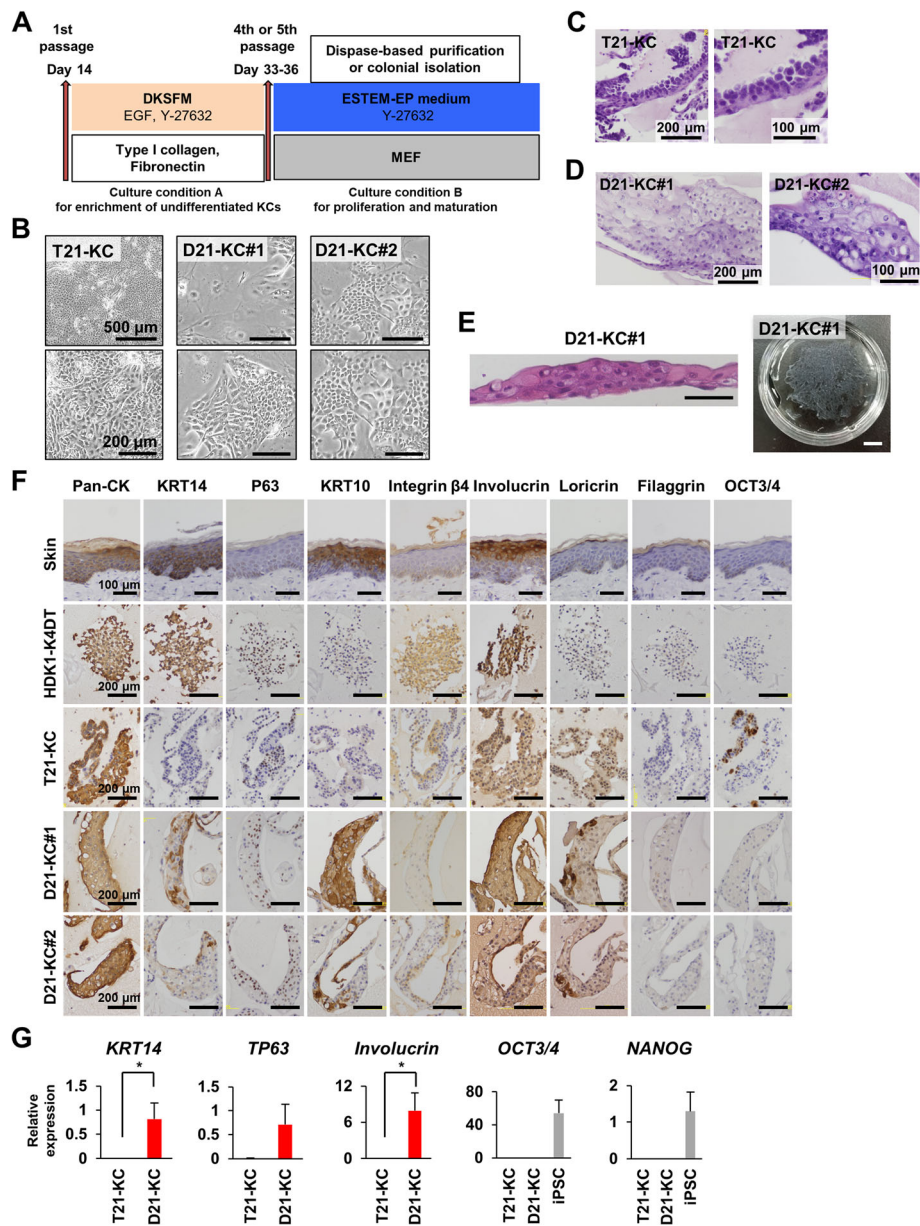 A
1st
passage
Day 14
4th or 5th
passage
Day 33-36
Dispase-based purification
or colonial isolation
DKSFM
EGF, Y-27632
ESTEM-EP medium
Y-27632
Type I collagen,
Fibronectin
MEF
Culture condition A
for enrichment of undifferentiated KCs
Culture condition B
for proliferation and maturation
B
T21-KC
D21-KC#1
D21-KC#2
500 µm
200 µm
C
T21-KC
T21-KC
200 µm
100 µm
D
D21-KC#1
D21-KC#2
200 µm
100 µm
E
D21-KC#1
D21-KC#1
F
Pan-CK KRT14 P63 KRT10 Integrin β4 Involucrin Loricrin Filaggrin OCT3/4
Skin
100 µm
HDK1-K4DT
200 µm
T21-KC
200 µm
D21-KC#1
200 µm
D21-KC#2
200 µm
G
Relative
expression
KRT14
*
1.5
1
0.5
0
T21-KC
D21-KC
TP63
1.5
1
0.5
0
T21-KC
D21-KC
Involucrin
*
12
8
4
0
T21-KC
D21-KC
OCT3/4
80
60
40
20
0
T21-KC
D21-KC
iPSC
NANOG
2
1
0
T21-KC
D21-KC
iPSC